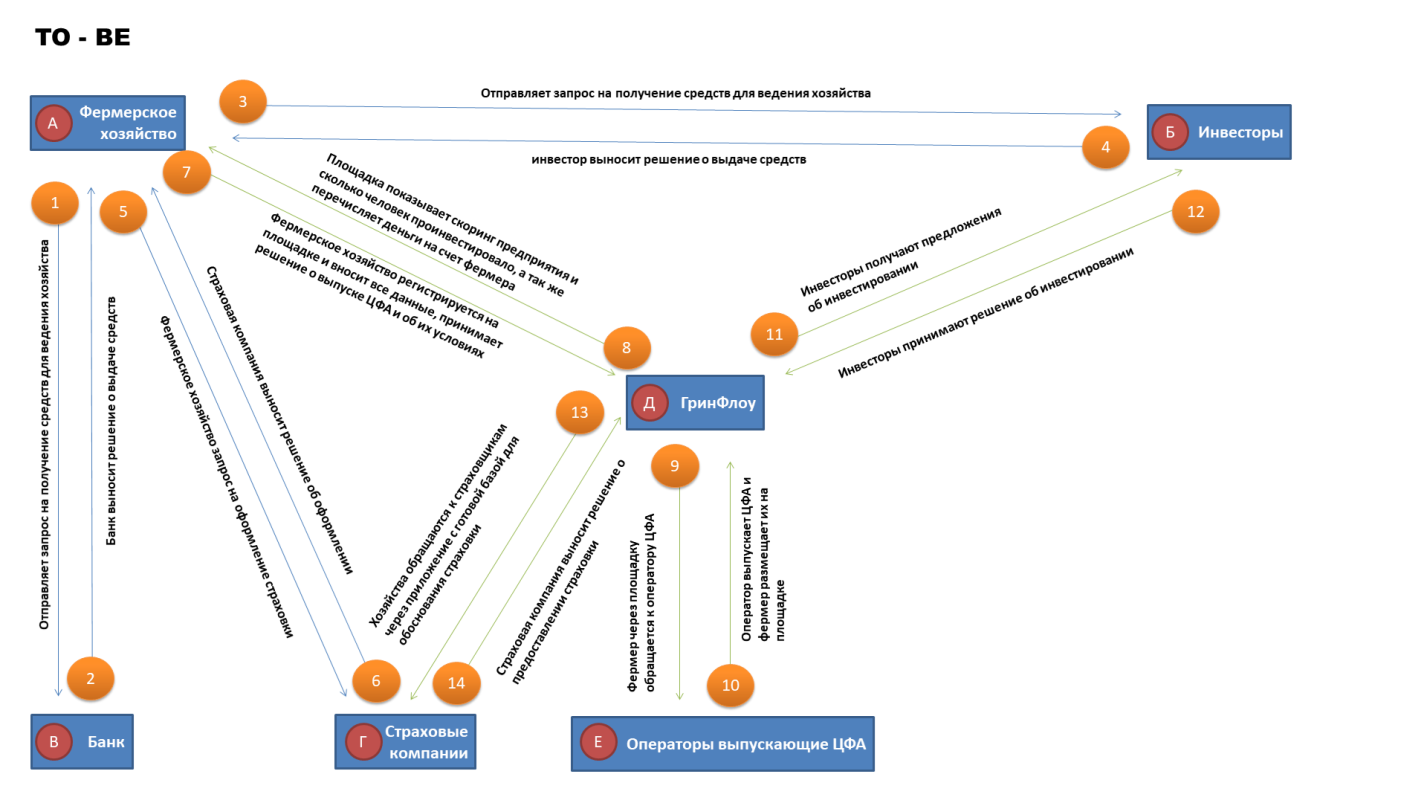 TO - BE
3
Отправляет запрос на получение средств для ведения хозяйства
А
Фермерское
хозяйство
Б
Инвесторы
4
инвестор выносит решение о выдаче средств
7
Площадка показывает скоринг предприятия и
сколько человек проинвестировало, а так же
перечисляет деньги на счет фермера
1
5
12
Фермерское хозяйство регистрируется на
площадке и вносит все данные, принимает
решение о выпуске ЦФА и об их условиях
Инвесторы получают предложения
об инвестировании
Инвесторы принимают решение об инвестировании
11
8
Отправляет запрос на получение средств для ведения хозяйства
Банк выносит решение о выдаче средств
Фермерское хозяйство запрос на оформление страховки
Страховая компания выносит решение об оформлении
Д
ГринФлоу
13
9
Хозяйства обращаются к страховщикам
через приложение с готовой базой для
обоснования страховки
Страховая компания выносит решение о
предоставлении страховки
Фермер через площадку
обращается к оператору ЦФА
Оператор выпускает ЦФА и
фермер размещает их на
площадке
2
6
14
10
В
Банк
Г
Страховые
компании
Е
Операторы выпускающие ЦФА